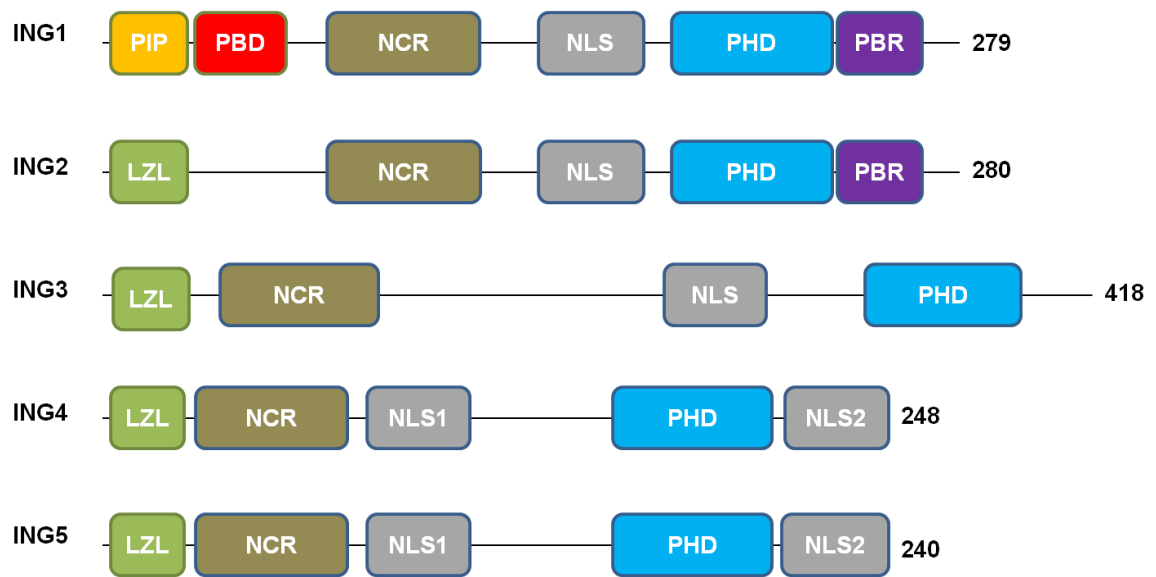 ING1 PIP PBD NCR NLS PHD PBR 279
ING2 LZL NCR NLS PHD PBR 280
ING3 LZL NCR NLS PHD 418
ING4 LZL NCR NLS1 PHD NLS2 248
ING5 LZL NCR NLS1 PHD NLS2 240